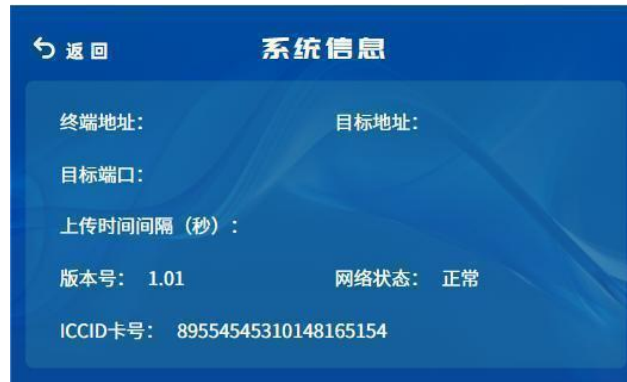 返回
系统信息
终端地址： 目标地址：
目标端口：
上传时间间隔（秒）：
版本号： 1.01 网络状态： 正常
ICCID卡号： 89554545310148165154